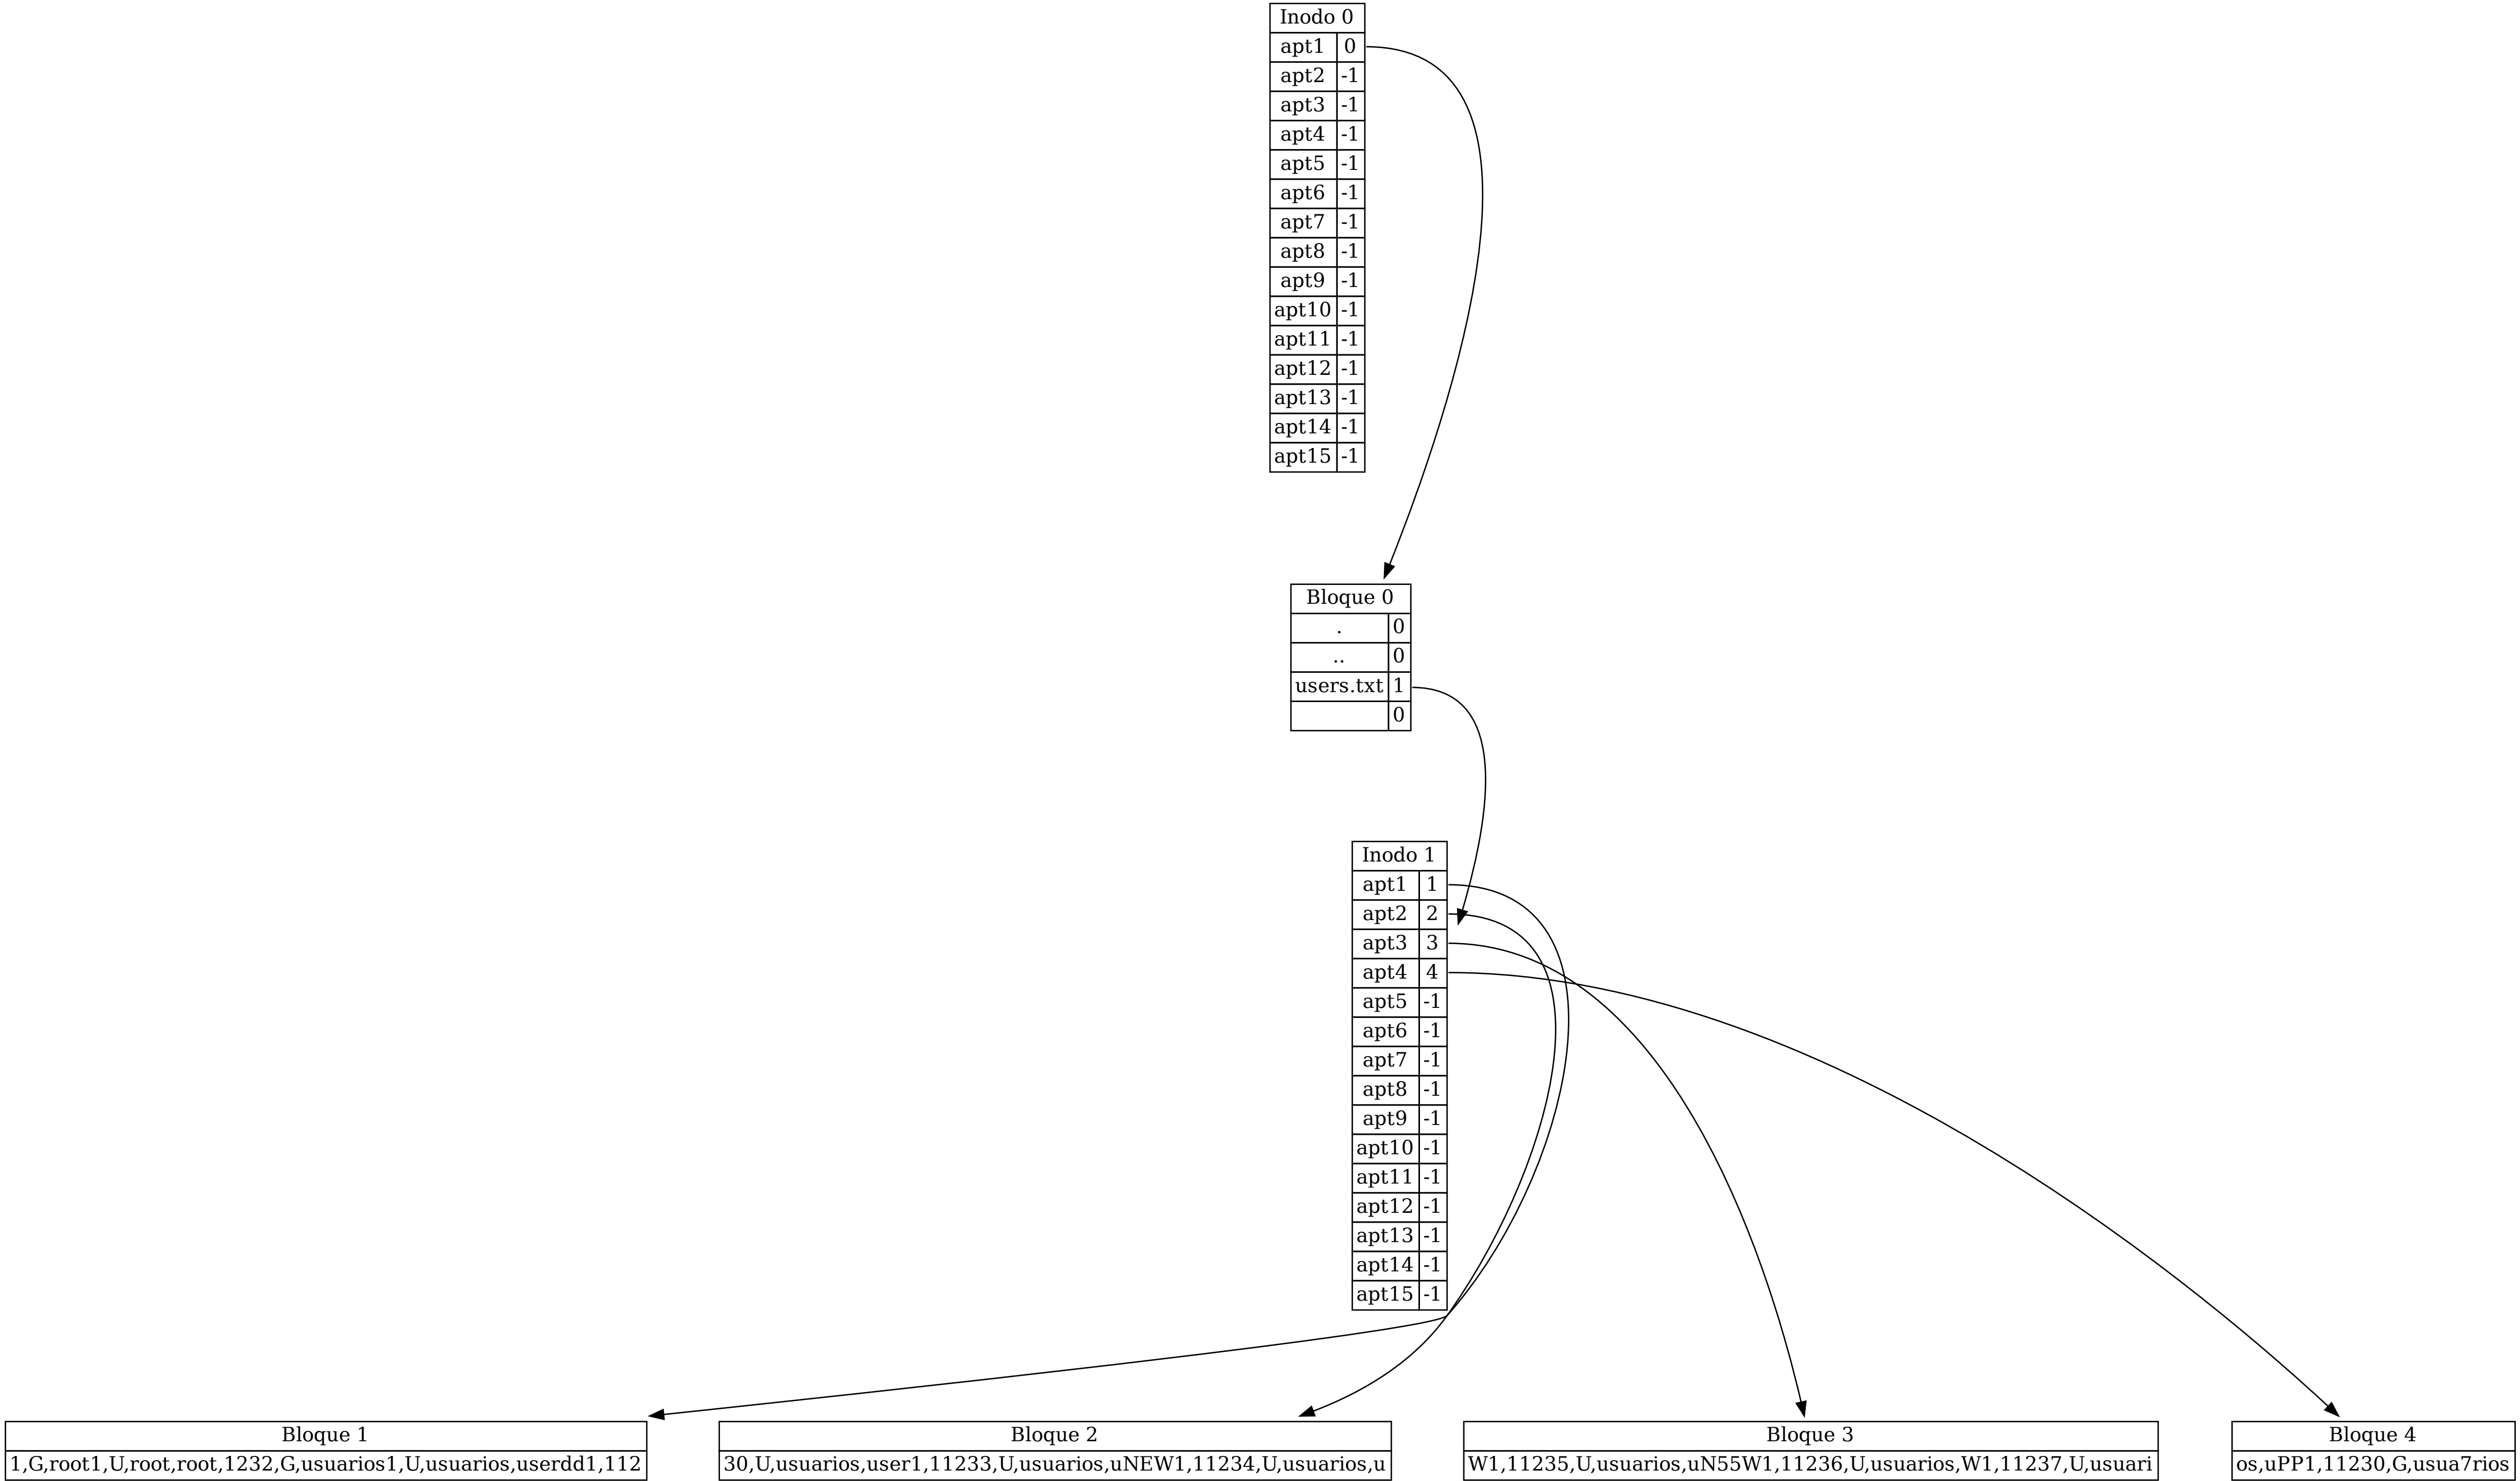 Inodo 0
apt1 0
apt2 -1
apt3 -1
apt4 -1
apt5 -1
apt6 -1
apt7 -1
apt8 -1
apt9 -1
apt10 -1
apt11 -1
apt12 -1
apt13 -1
apt14 -1
apt15 -1
Bloque 0
. 0
.. 0
users.txt 1
0
Inodo 1
apt1 1
apt2 2
apt3 3
apt4 4
apt5 -1
apt6 -1
apt7 -1
apt8 -1
apt9 -1
apt10 -1
apt11 -1
apt12 -1
apt13 -1
apt14 -1
apt15 -1
Bloque 1
1,G,root1,U,root,root,1232,G,usuarios1,U,usuarios,userdd1,112
Bloque 2
30,U,usuarios,user1,11233,U,usuarios,uNEW1,11234,U,usuarios,u
Bloque 3
W1,11235,U,usuarios,uN55W1,11236,U,usuarios,W1,11237,U,usuari
Bloque 4
os,uPP1,11230,G,usua7rios